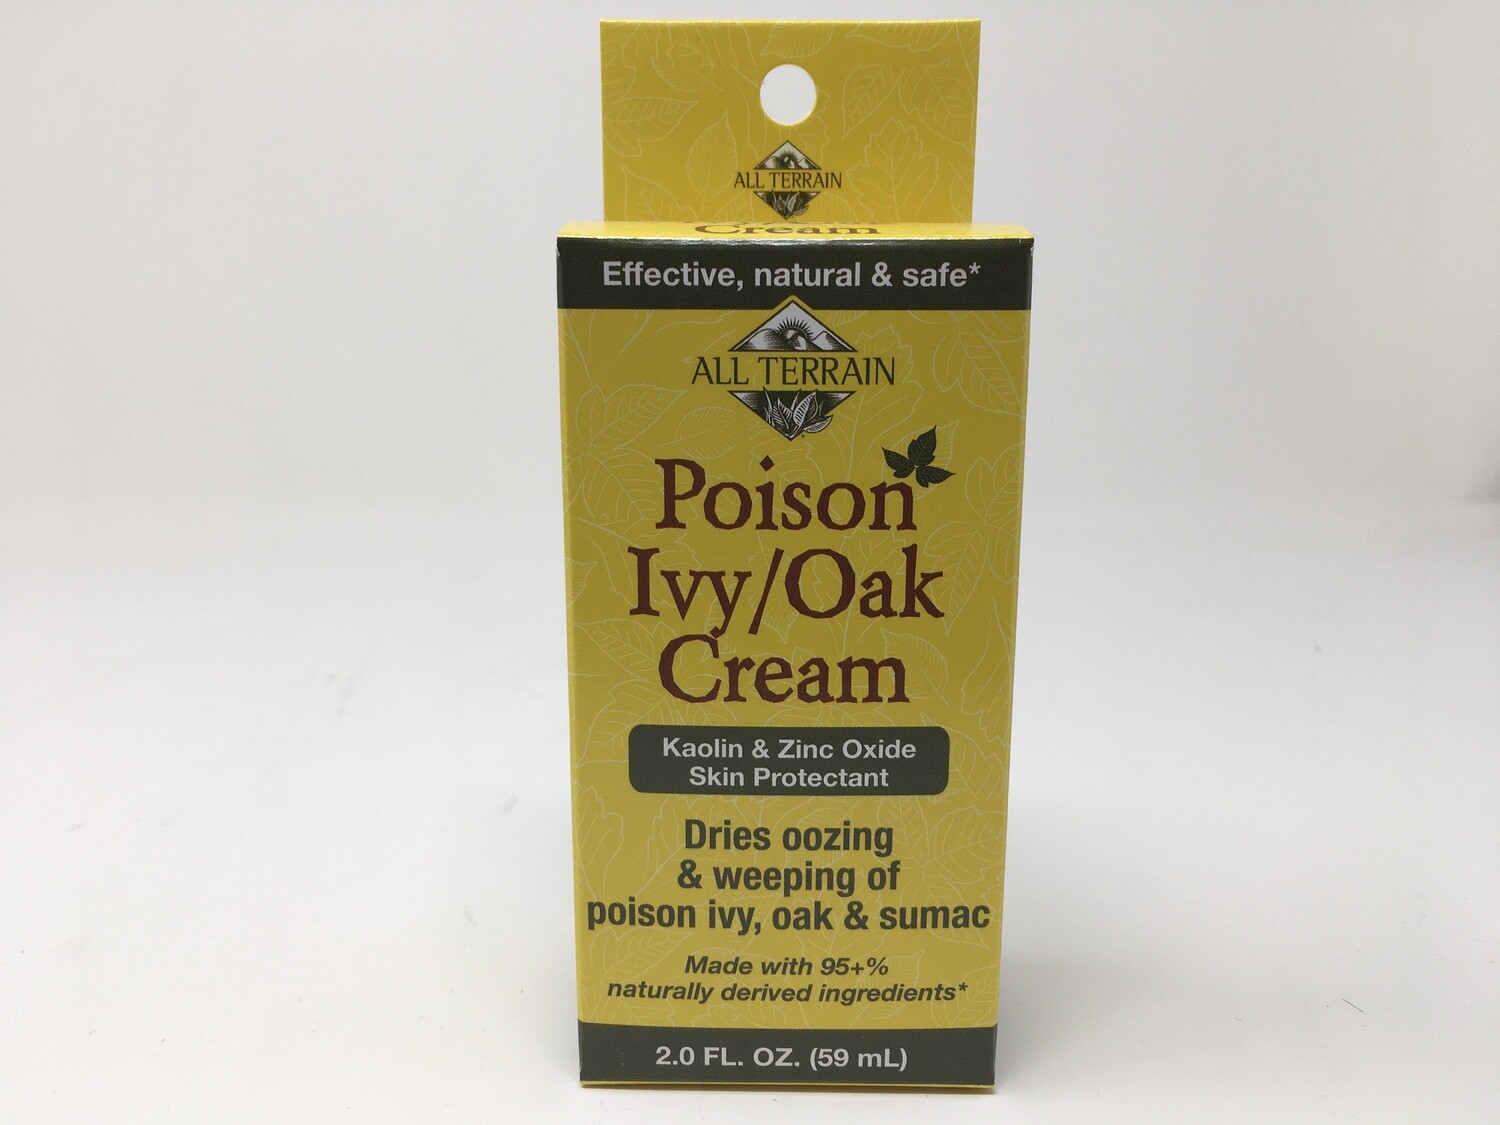 ALL TERRAIN
Cream
Effective, natural & safe*
ALL TERRAIN
Poison
Ivy/Oak
Cream
Kaolin & Zinc Oxide
Skin Protectant
Dries oozing
& weeping of
poison ivy, oak & sumac
Made with 95+%
naturally derived ingredients*
2.0 FL. OZ. (59 mL)